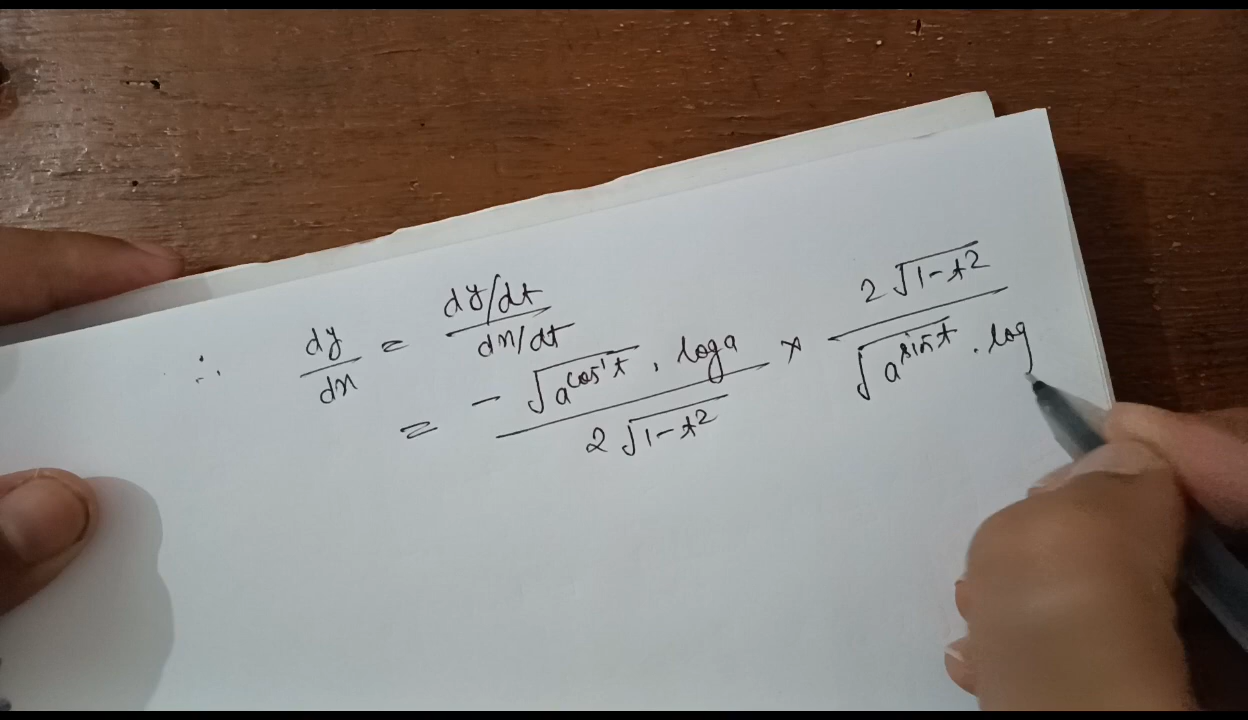 ∴ dy/dx = (dy/dt)/(dx/dt)
= -√(a^(cos⁻¹t)) . log a / 2√(1-t²) × 2√(1-t²) / √(a^(sin⁻¹t)) . log